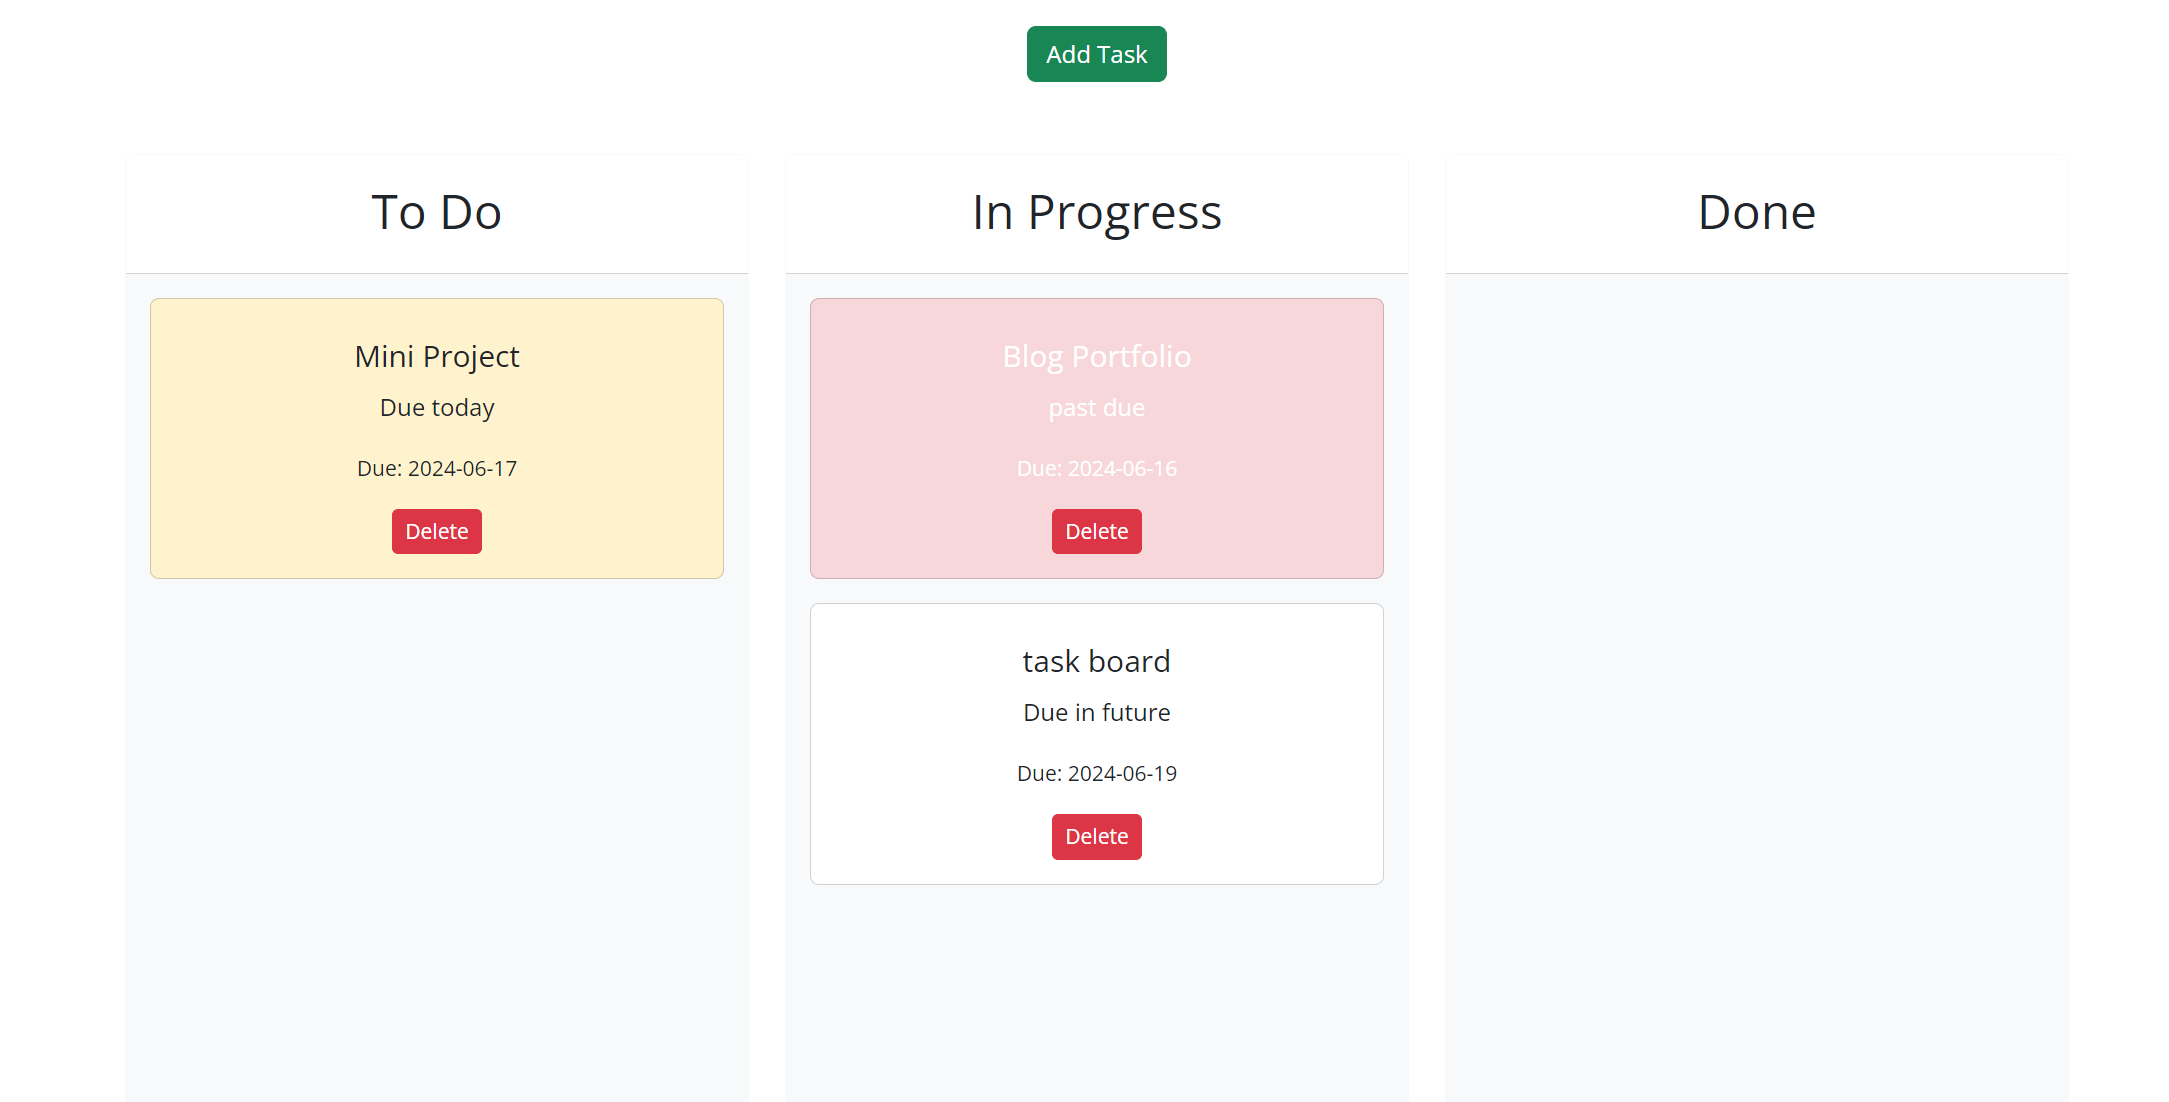 Add Task
To Do
Mini Project
Due today
Due: 2024-06-17
Delete
In Progress
Blog Portfolio
past due
Due: 2024-06-16
Delete
task board
Due in future
Due: 2024-06-19
Delete
Done